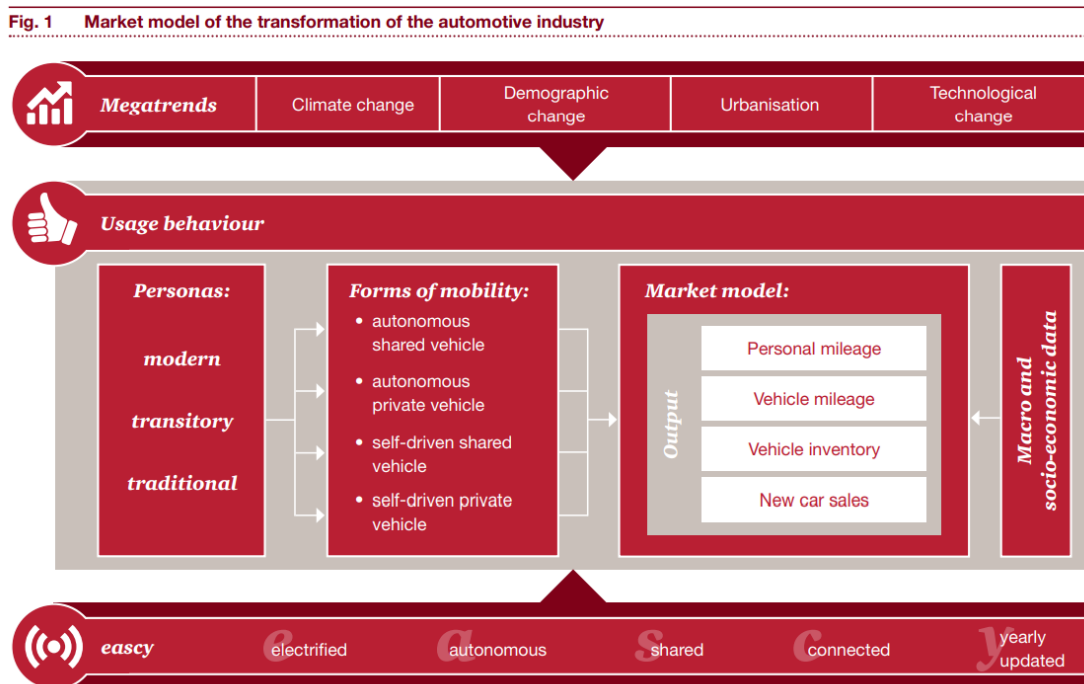 Fig. 1 Market model of the transformation of the automotive industry
Megatrends
Climate change
Demographic
change
Urbanisation
Technological
change
Usage behaviour
Personas:
modern
transitory
traditional
Forms of mobility:
• autonomous
shared vehicle
• autonomous
private vehicle
• self-driven shared
vehicle
• self-driven private
vehicle
Market model:
Output
Personal mileage
Vehicle mileage
Vehicle inventory
New car sales
Macro and
socio-economic data
eascy
electrified
autonomous
shared
connected
yearly
updated